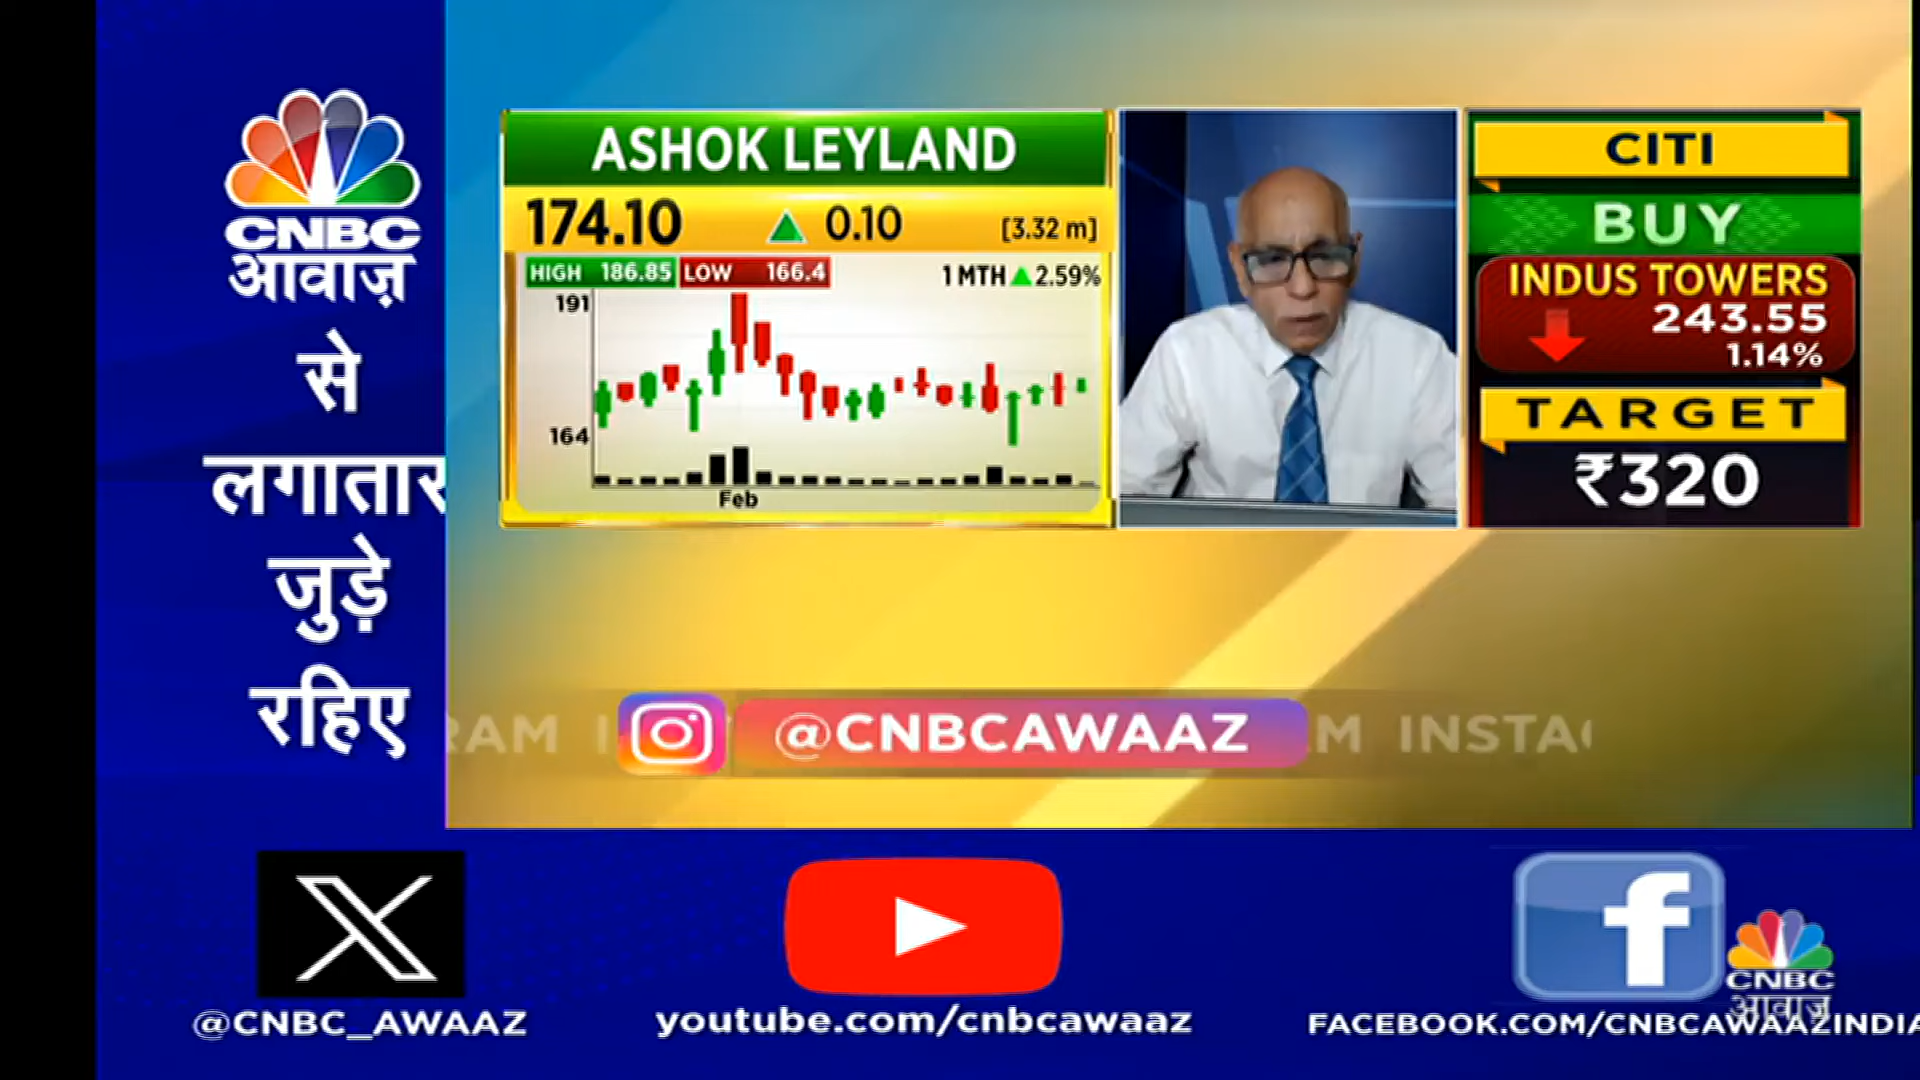 CNBC
आवाज़
से
लगातार
जुड़े
रहिए
ASHOK LEYLAND
174.10 ▲ 0.10 [3.32 m]
HIGH 186.85 LOW 166.4 1 MTH ▲ 2.59%
191
164
Feb
CITI
BUY
INDUS TOWERS
243.55
1.14%
TARGET
₹320
RAM I @CNBCAWAAZ M INSTAG
@CNBC_AWAAZ
youtube.com/cnbcawaaz
FACEBOOK.COM/CNBCAWAAZINDIA
CNBC
आवाज़